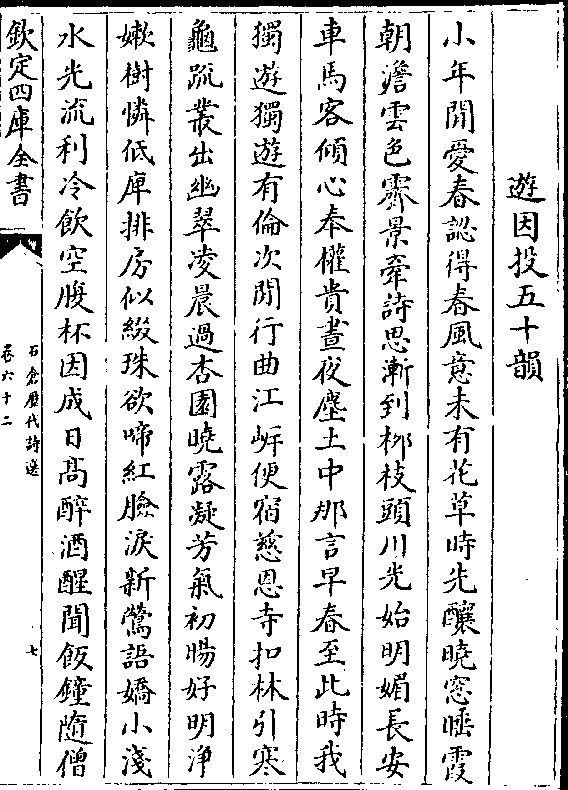 遊因投五十韻
小年閒愛春認得春風意未有花草時先釀曉窓睡霞
朝澹雲色霽景牽詩思漸到栁枝頭川光始明媚長安
車馬客傾心奉權貴晝夜塵土中那言早春至此時我
獨遊獨遊有倫次閒行曲江岸便宿慈恩寺扣林引寒
龜疏叢出幽翠凌晨過杏園曉露凝芳氣初暘好明浄
嫰樹憐低庳排房似綴珠欲啼紅臉淚新鶯語嬌小淺
水光流利冷飲空腹杯因成日髙醉酒醒聞飯鐘隨僧
欽定四庫全書
石倉歷代詩選
卷六十二
七